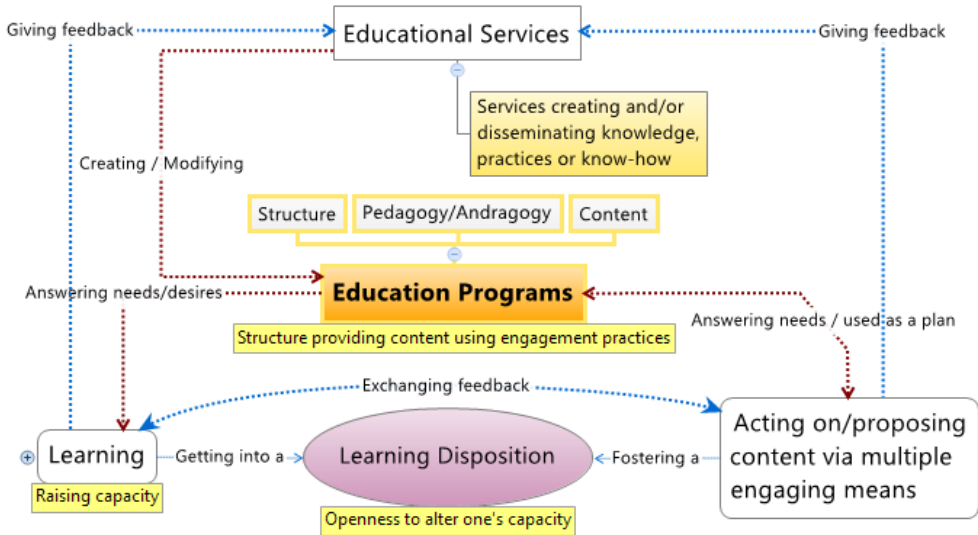 Giving feedback
Educational Services
Giving feedback
Services creating and/or
disseminating knowledge,
practices or know-how
Creating / Modifying
Structure
Pedagogy/Andragogy
Content
Education Programs
Answering needs/desires
Answering needs / used as a plan
Structure providing content using engagement practices
Exchanging feedback
Learning
Getting into a
Learning Disposition
Fostering a
Acting on/proposing
content via multiple
engaging means
Raising capacity
Openness to alter one's capacity